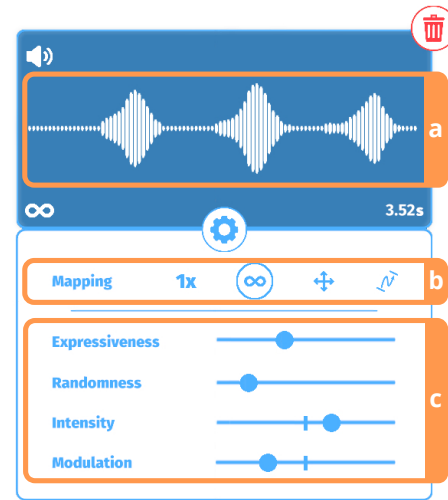 a
3.52s
Mapping 1x b
Expressiveness
Randomness
c
Intensity
Modulation